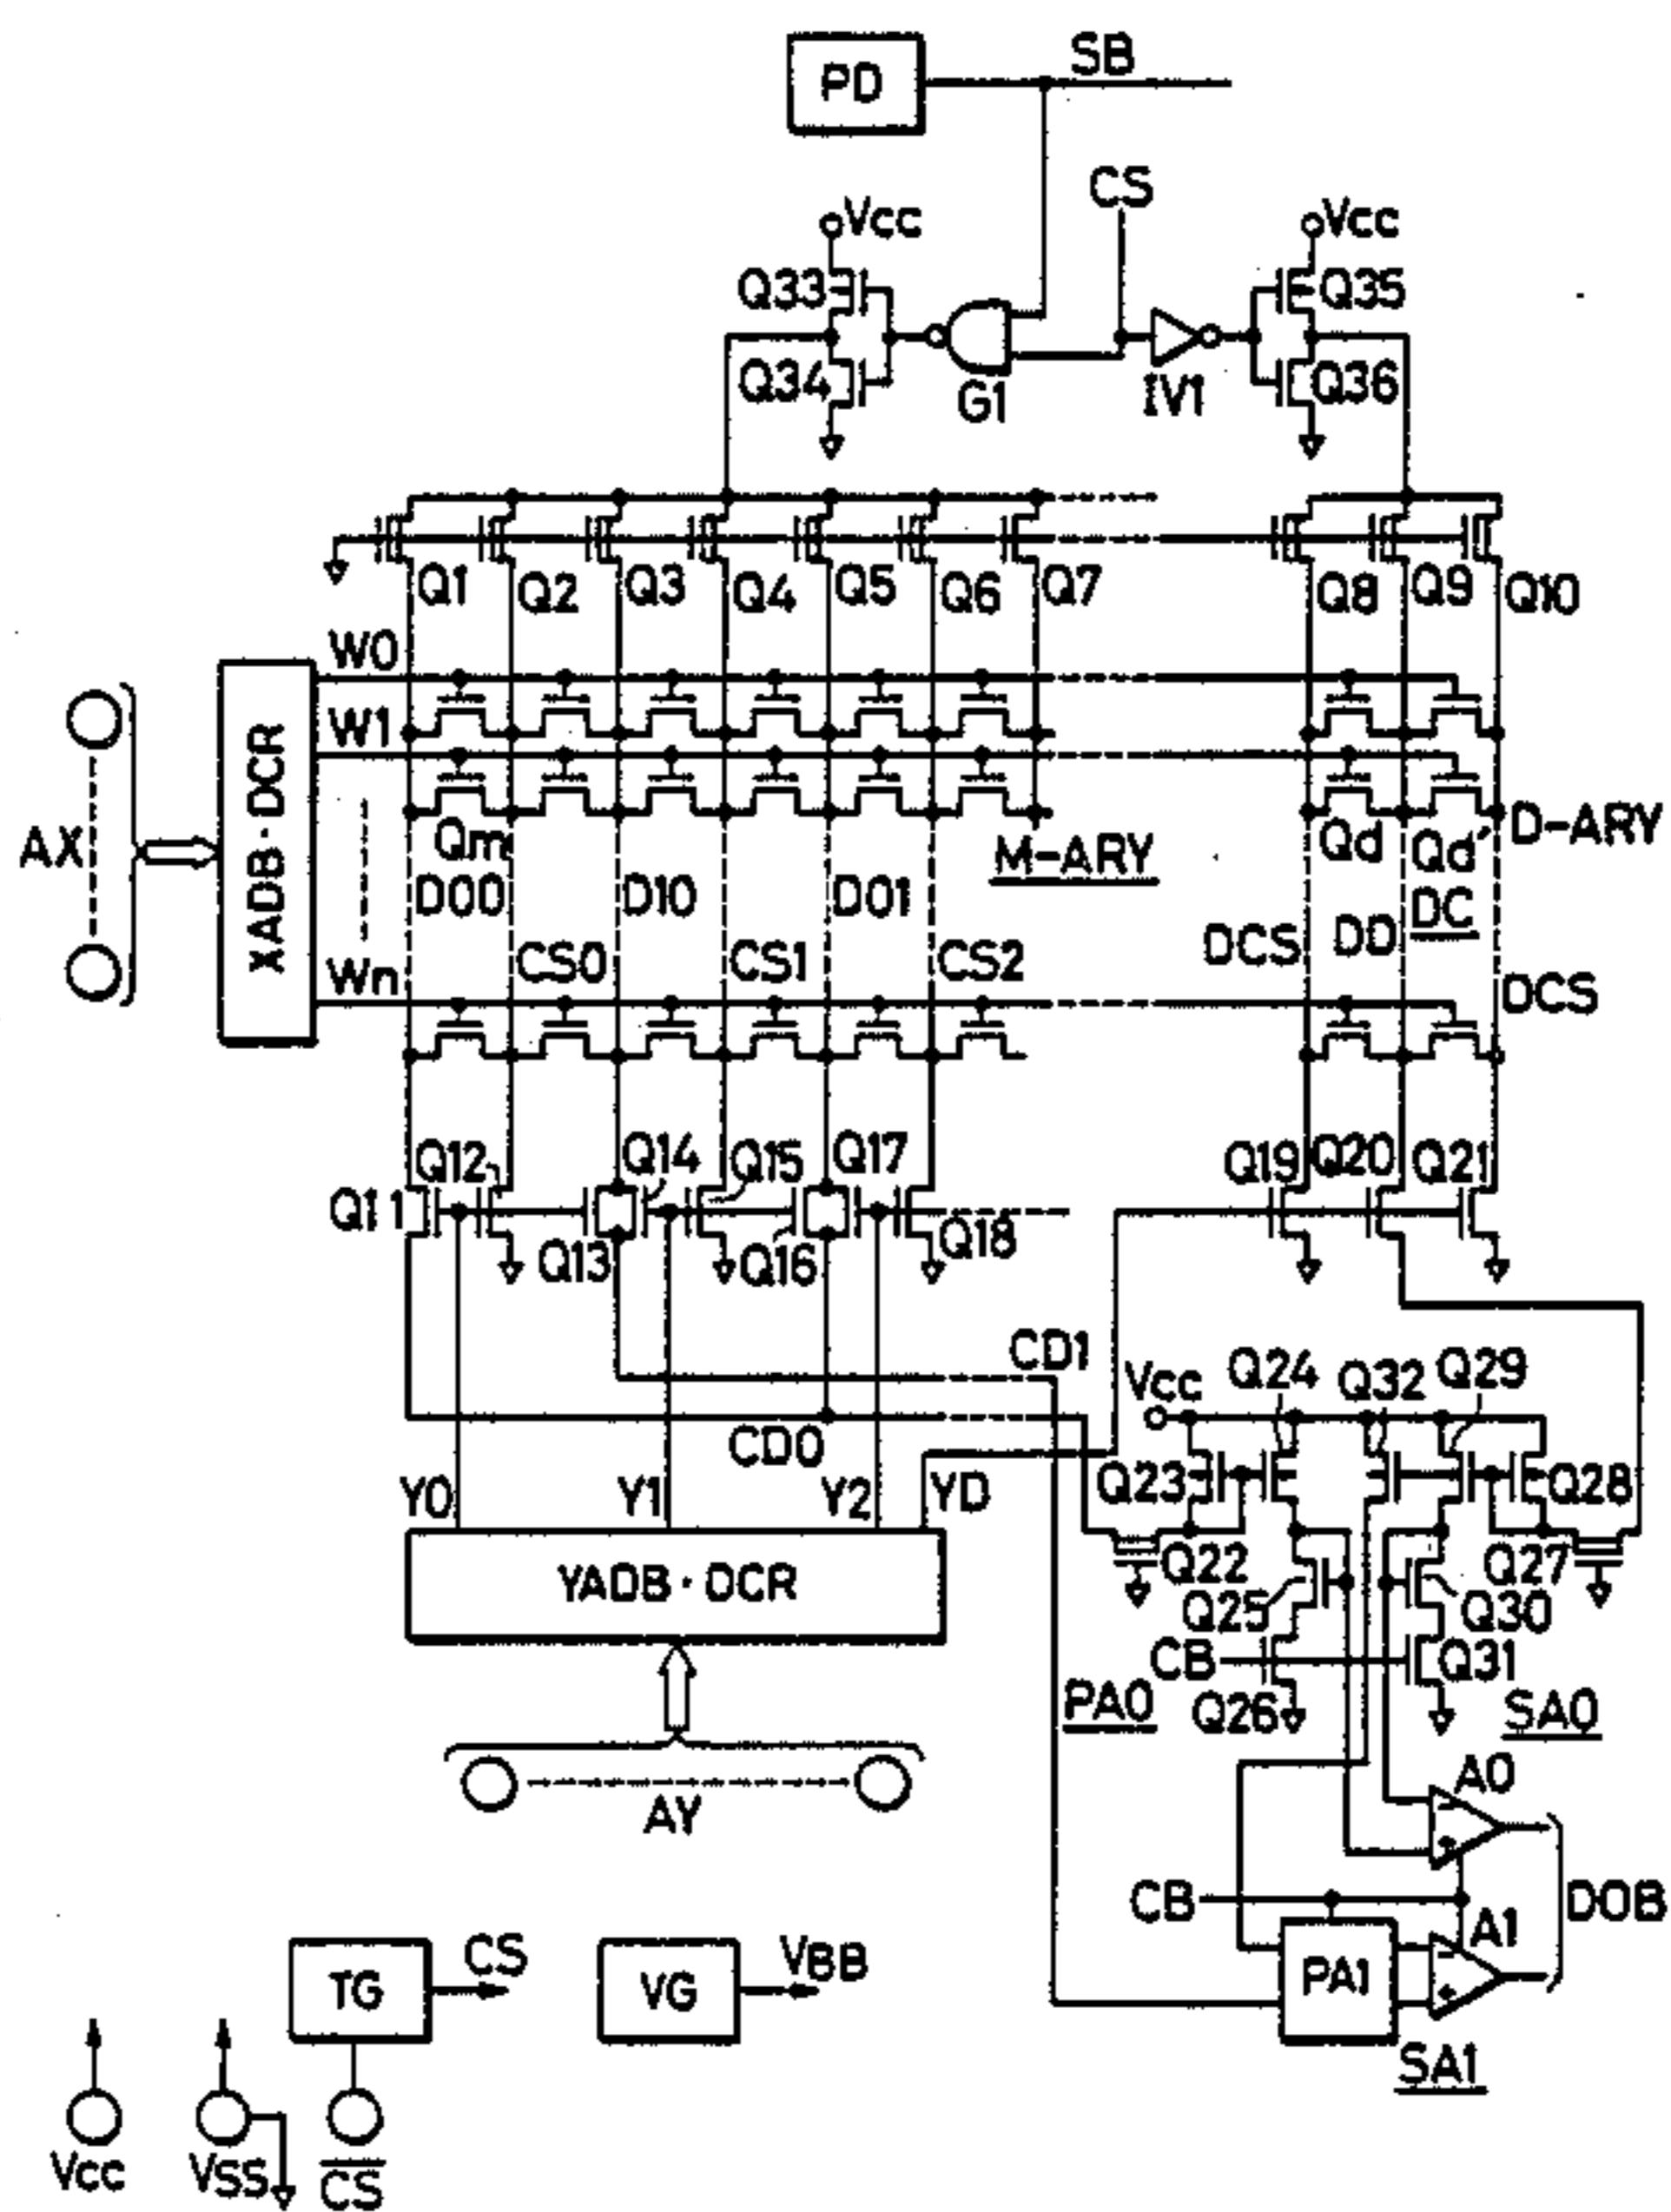 PD
SB
CS
Vcc
Vcc
Q33
Q35
Q34
G1
IV1
Q36
Q1
Q2
Q3
Q4
Q5
Q6
Q7
Q8
Q9
Q10
W0
W1
AX
XADB·DCR
Qm
M-ARY
Qd
Qd'
D-ARY
D00
D10
D01
DCS
DD
DC
Wn
CS0
CS1
CS2
DCS
Q11
Q12
Q13
Q14
Q15
Q16
Q17
Q18
Q19
Q20
Q21
CD1
CD0
Vcc
Q24
Q32
Q29
Y0
Y1
Y2
YD
Q23
Q28
YADB·DCR
Q22
Q27
Q25
Q30
CB
Q31
PA0
Q26
SA0
AY
A0
CB
DOB
A1
PA1
SA1
TG
CS
VG
VBB
Vcc
VSS
C̅S̅